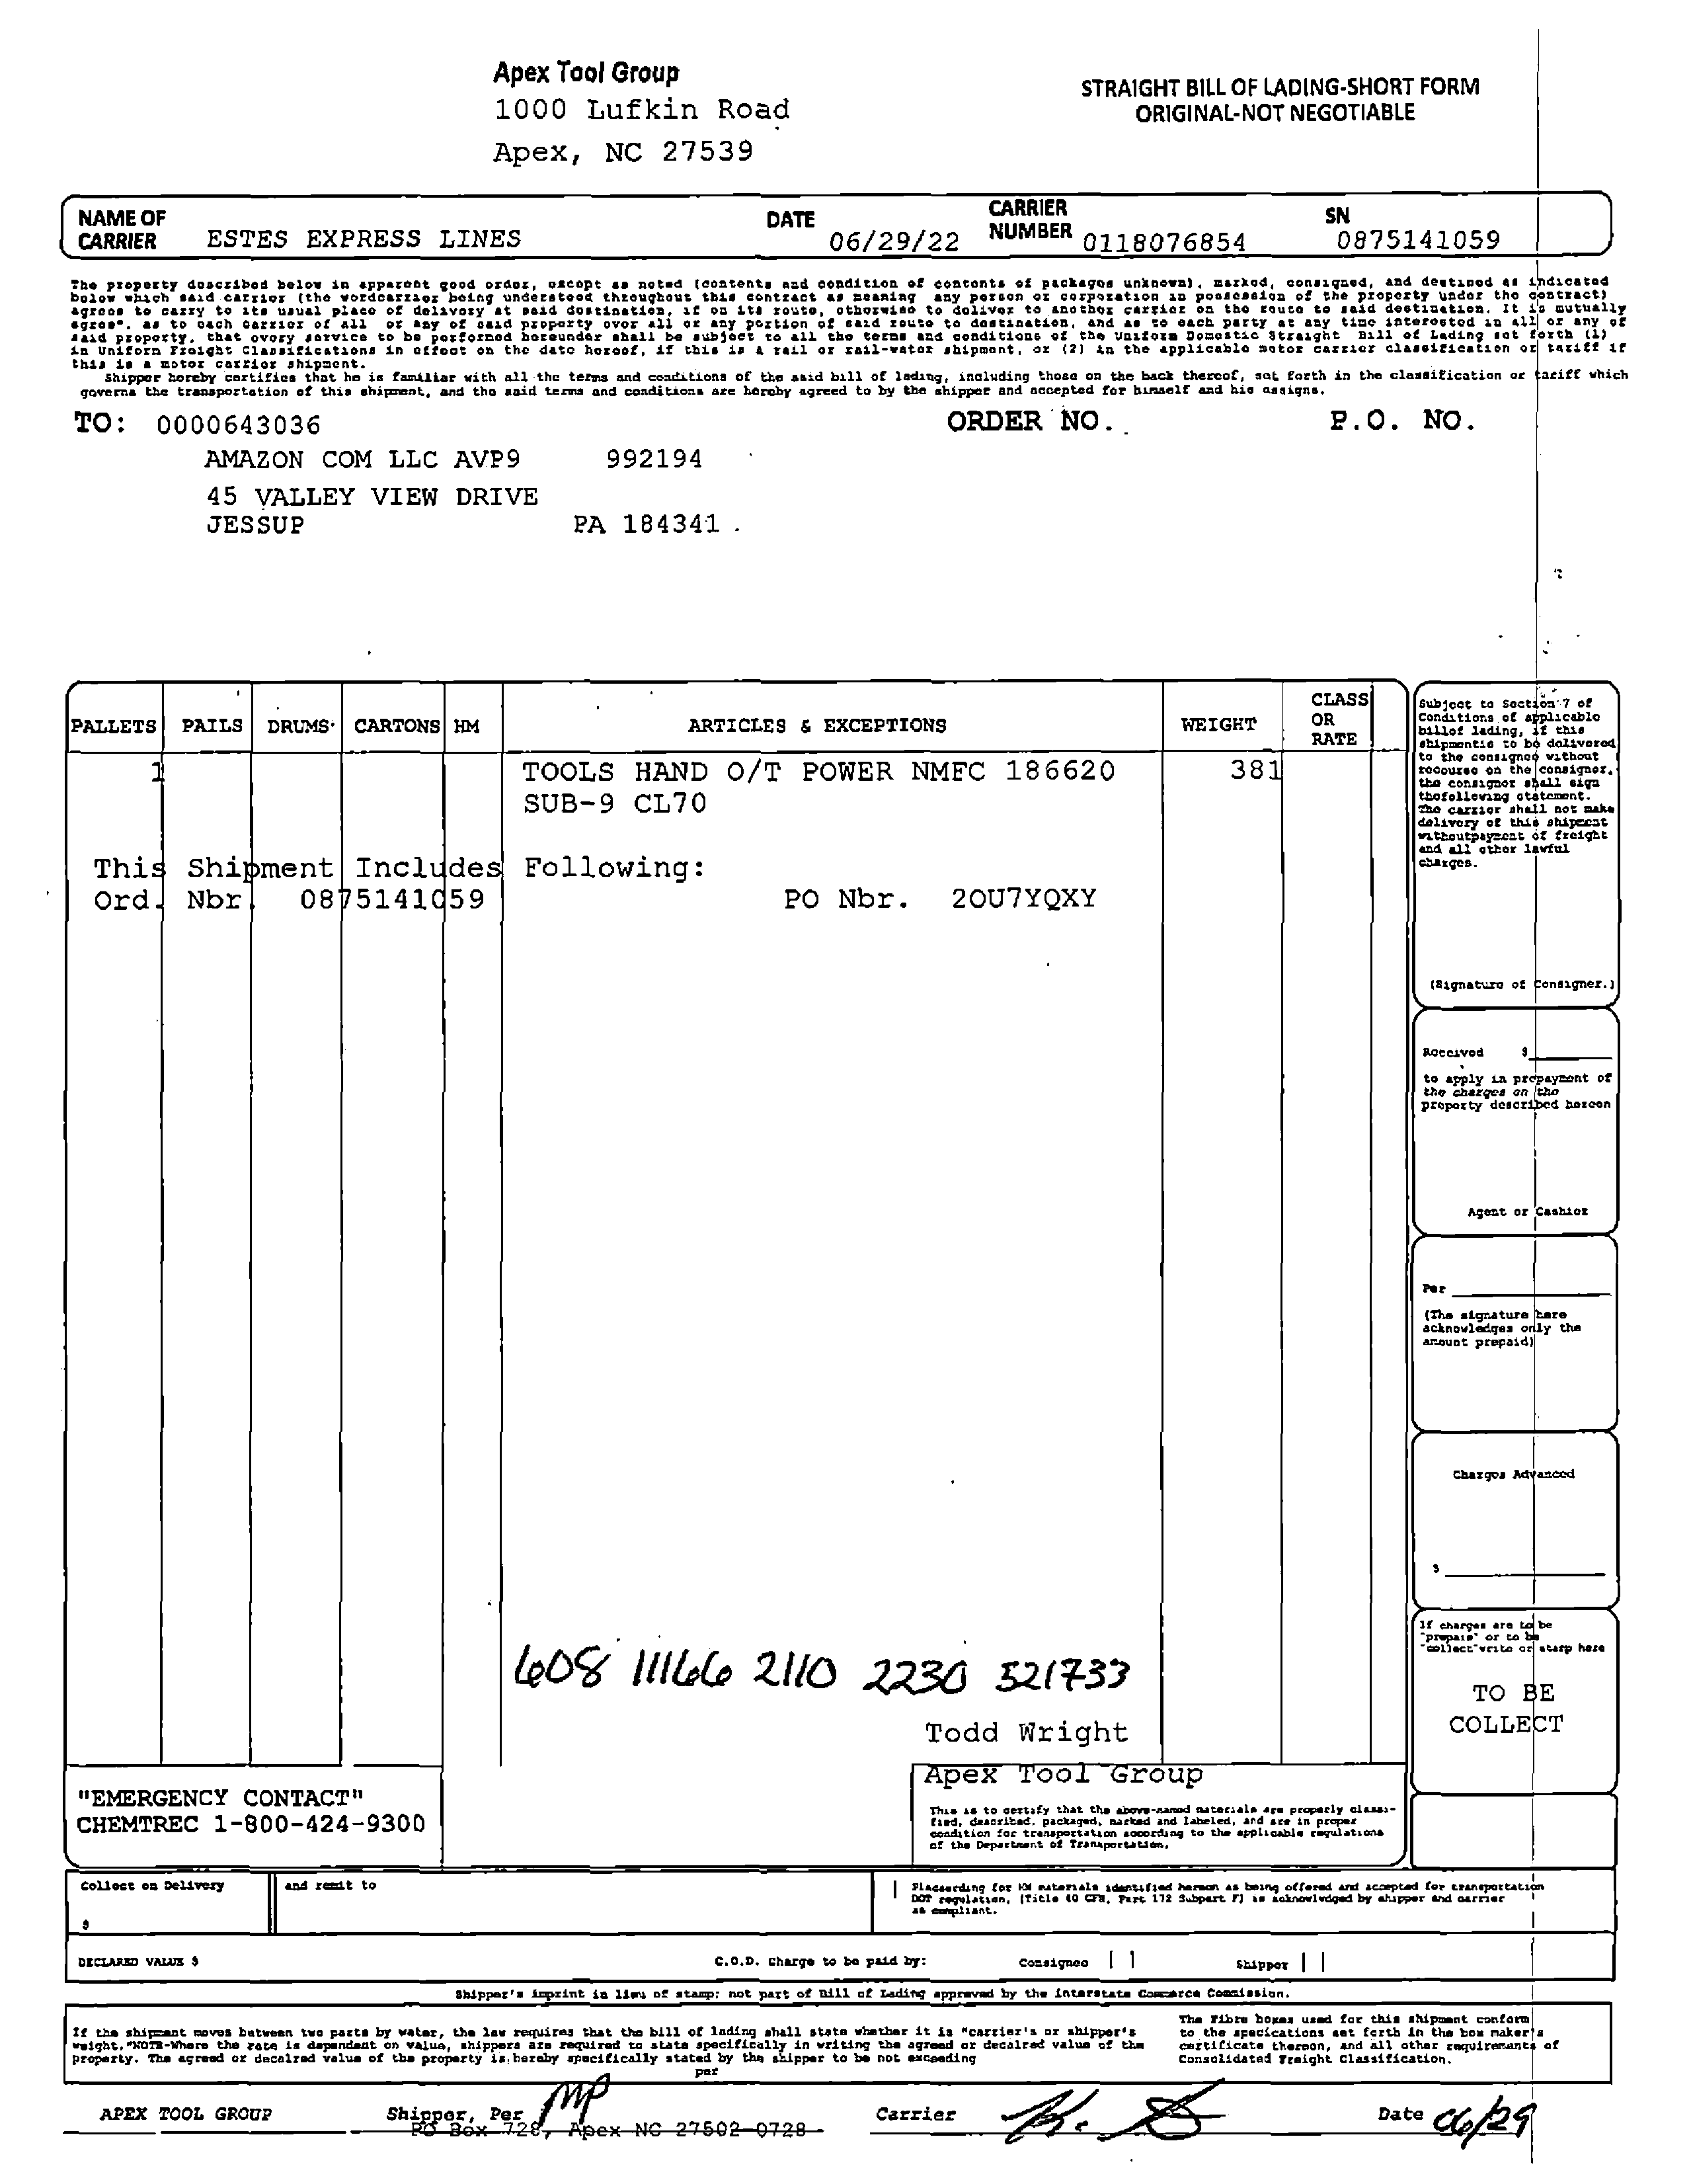 Apex Tool Group
1000 Lufkin Road
Apex, NC 27539
STRAIGHT BILL OF LADING-SHORT FORM
ORIGINAL-NOT NEGOTIABLE
NAME OF CARRIER ESTES EXPRESS LINES DATE 06/29/22 CARRIER NUMBER 0118076854 SN 0875141059
The property described below in apparent good order, except as noted (contents and condition of contents of packages unknown), marked, consigned, and destined as indicated
below which said carrier (the wordcarrier being understood throughout this contract as meaning any person or corporation in possession of the property under the contract)
agrees to carry to its usual place of delivery at said destination, if on its route, otherwise to deliver to another carrier on the route to said destination. It is mutually
agree", as to each carrier of all or any of said property over all or any portion of said route to destination, and as to each party at any time interested in all or any of
said property, that every service to be performed hereunder shall be subject to all the terms and conditions of the Uniform Domestic Straight Bill of Lading set forth (1)
in Uniform Freight Classifications in effect on the date hereof, if this is a rail or rail-water shipment, or (2) in the applicable motor carrier classification or tariff if
this is a motor carrier shipment.
Shipper hereby certifies that he is familiar with all the terms and conditions of the said bill of lading, including those on the back thereof, set forth in the classification or tariff which
governs the transportation of this shipment, and the said terms and conditions are hereby agreed to by the shipper and accepted for himself and his assigns.
TO: 0000643036 ORDER NO. P.O. NO.
AMAZON COM LLC AVP9 992194
45 VALLEY VIEW DRIVE
JESSUP PA 184341
PALLETS PAILS DRUMS CARTONS HM ARTICLES & EXCEPTIONS WEIGHT CLASS OR RATE
1 TOOLS HAND O/T POWER NMFC 186620 381
SUB-9 CL70
This Shipment Includes Following:
Ord. Nbr. 0875141059 PO Nbr. 2OU7YQXY
Subject to Section 7 of
Conditions of applicable
billof lading, if this
shipmentis to be delivered
to the consignee without
recourse on the consignor,
the consignor shall sign
thefollowing statement.
The carrier shall not make
delivery of this shipment
withoutpayment of freight
and all other lawful
charges.
(Signature of Consigner.)
Received $
to apply in prepayment of
the charges on the
property described hereon
Agent or Cashier
Per
(The signature here
acknowledges only the
amount prepaid)
Charges Advanced
$
If charges are to be
"prepaid" or to be
"collect"write or stamp here
TO BE
COLLECT
608 11166 2110 2230 521733
Todd Wright
Apex Tool Group
"EMERGENCY CONTACT"
CHEMTREC 1-800-424-9300
This is to certify that the above-named materials are properly classi-
fied, described, packaged, marked and labeled, and are in proper
condition for transportation according to the applicable regulations
of the Department of Transportation.
Collect on Delivery and remit to
$
Placarding for HM materials identified hereon as being offered and accepted for transportation
DOT regulation, (Title 40 CFR, Part 172 Subpart F) is acknowledged by shipper and carrier
as compliant.
DECLARED VALUE $ C.O.D. Charge to be paid by: Consignee | | Shipper | |
Shipper's imprint in lieu of stamp; not part of Bill of Lading approved by the Interstate Commerce Commission.
If the shipment moves between two parts by water, the law requires that the bill of lading shall state whether it is "carrier's or shipper's
weight."NOTE-Where the rate is dependent on value, shippers are required to state specifically in writing the agreed or decalred value of the
property. The agreed or decalred value of the property is hereby specifically stated by the shipper to be not exceeding
per
The Fibre boxes used for this shipment conform
to the specications set forth in the box maker's
certificate thereon, and all other requirements of
Consolidated Freight Classification.
APEX TOOL GROUP Shipper, Per MP Carrier Date 06/29
PO Box 728, Apex NC 27502-0728